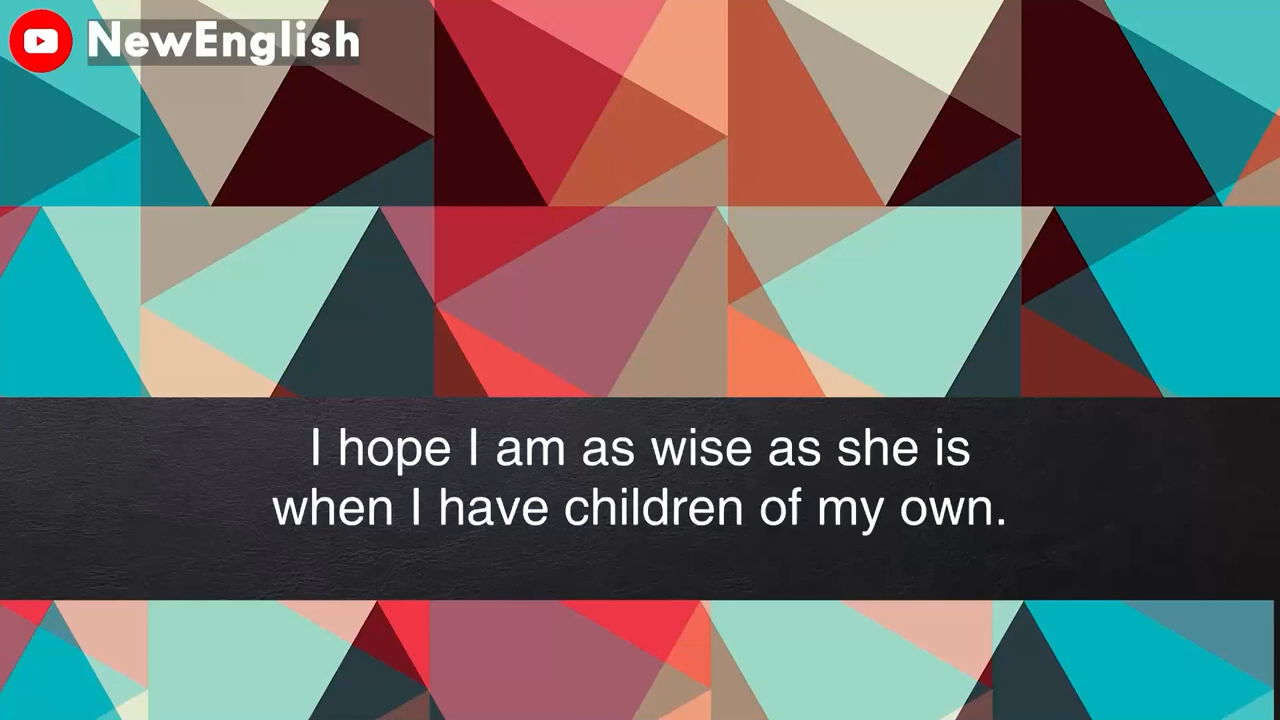 NewEnglish
I hope I am as wise as she is
when I have children of my own.